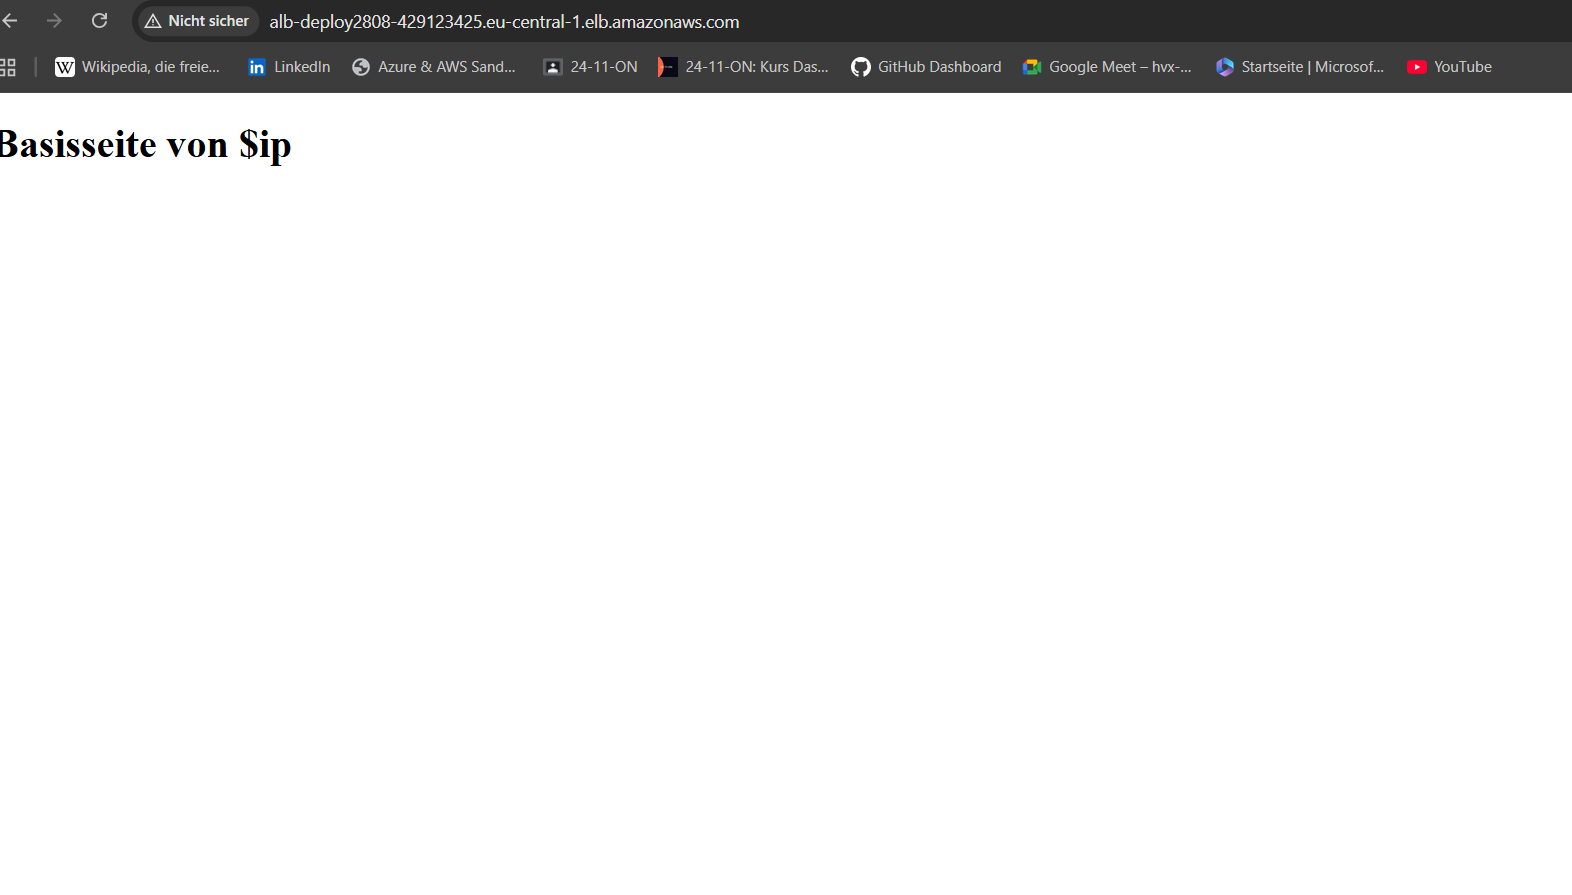 Nicht sicher alb-deploy2808-429123425.eu-central-1.elb.amazonaws.com
Wikipedia, die freie... LinkedIn Azure & AWS Sand... 24-11-ON 24-11-ON: Kurs Das... GitHub Dashboard Google Meet – hvx-... Startseite | Microsof... YouTube
Basisseite von $ip